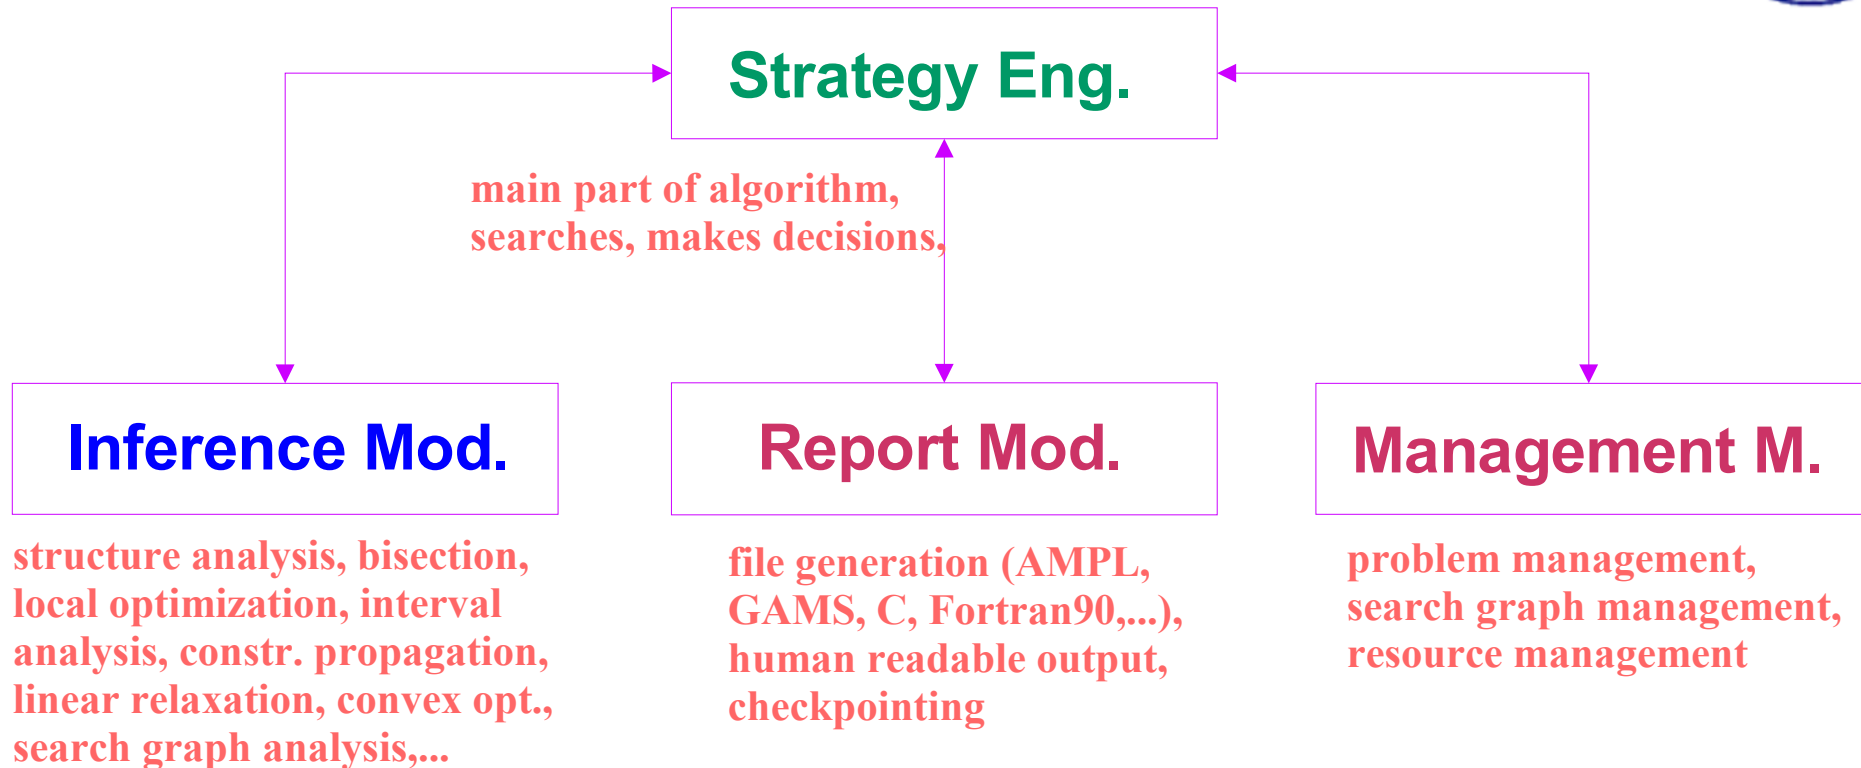 Strategy Eng.
main part of algorithm,
searches, makes decisions,
Inference Mod.
structure analysis, bisection,
local optimization, interval
analysis, constr. propagation,
linear relaxation, convex opt.,
search graph analysis,...
Report Mod.
file generation (AMPL,
GAMS, C, Fortran90,...),
human readable output,
checkpointing
Management M.
problem management,
search graph management,
resource management